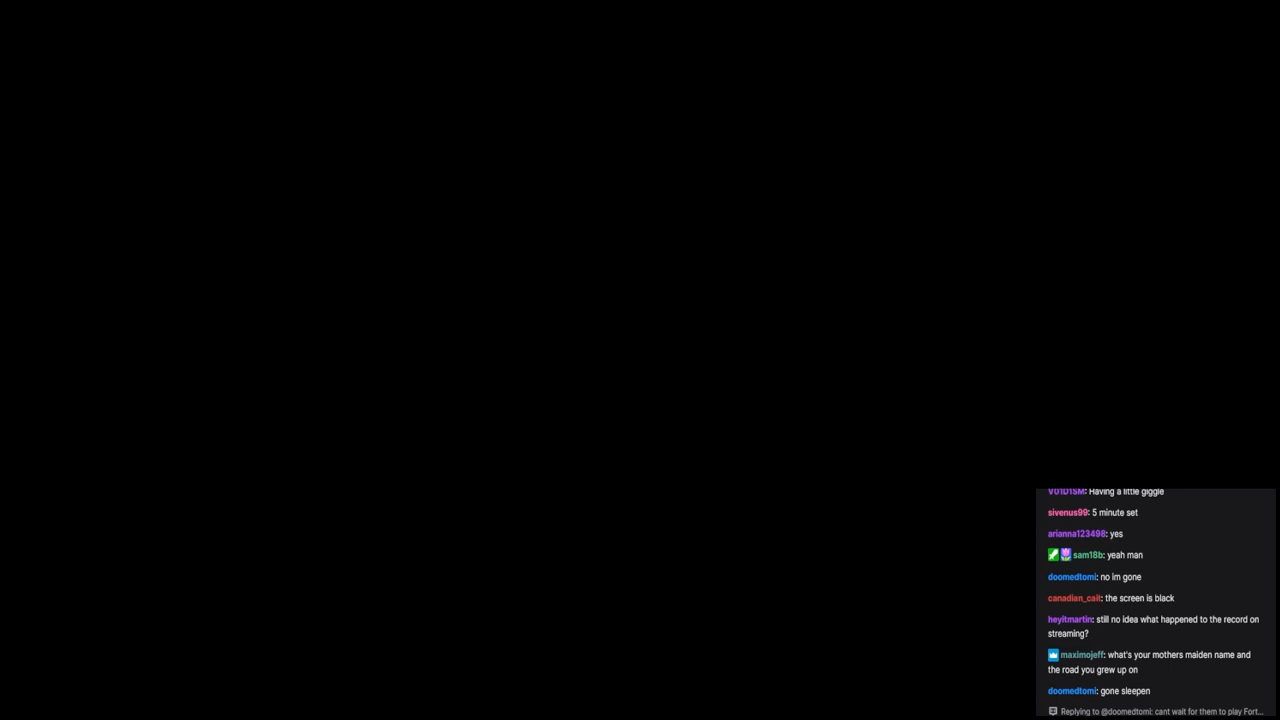 V01D1SM: Having a little giggle
sivenus99: 5 minute set
arianna123498: yes
sam18b: yeah man
doomedtomi: no im gone
canadian_cait: the screen is black
heyitmartin: still no idea what happened to the record on
streaming?
maximojeff: what's your mothers maiden name and
the road you grew up on
doomedtomi: gone sleepen
Replying to @doomedtomi: cant wait for them to play Fort...